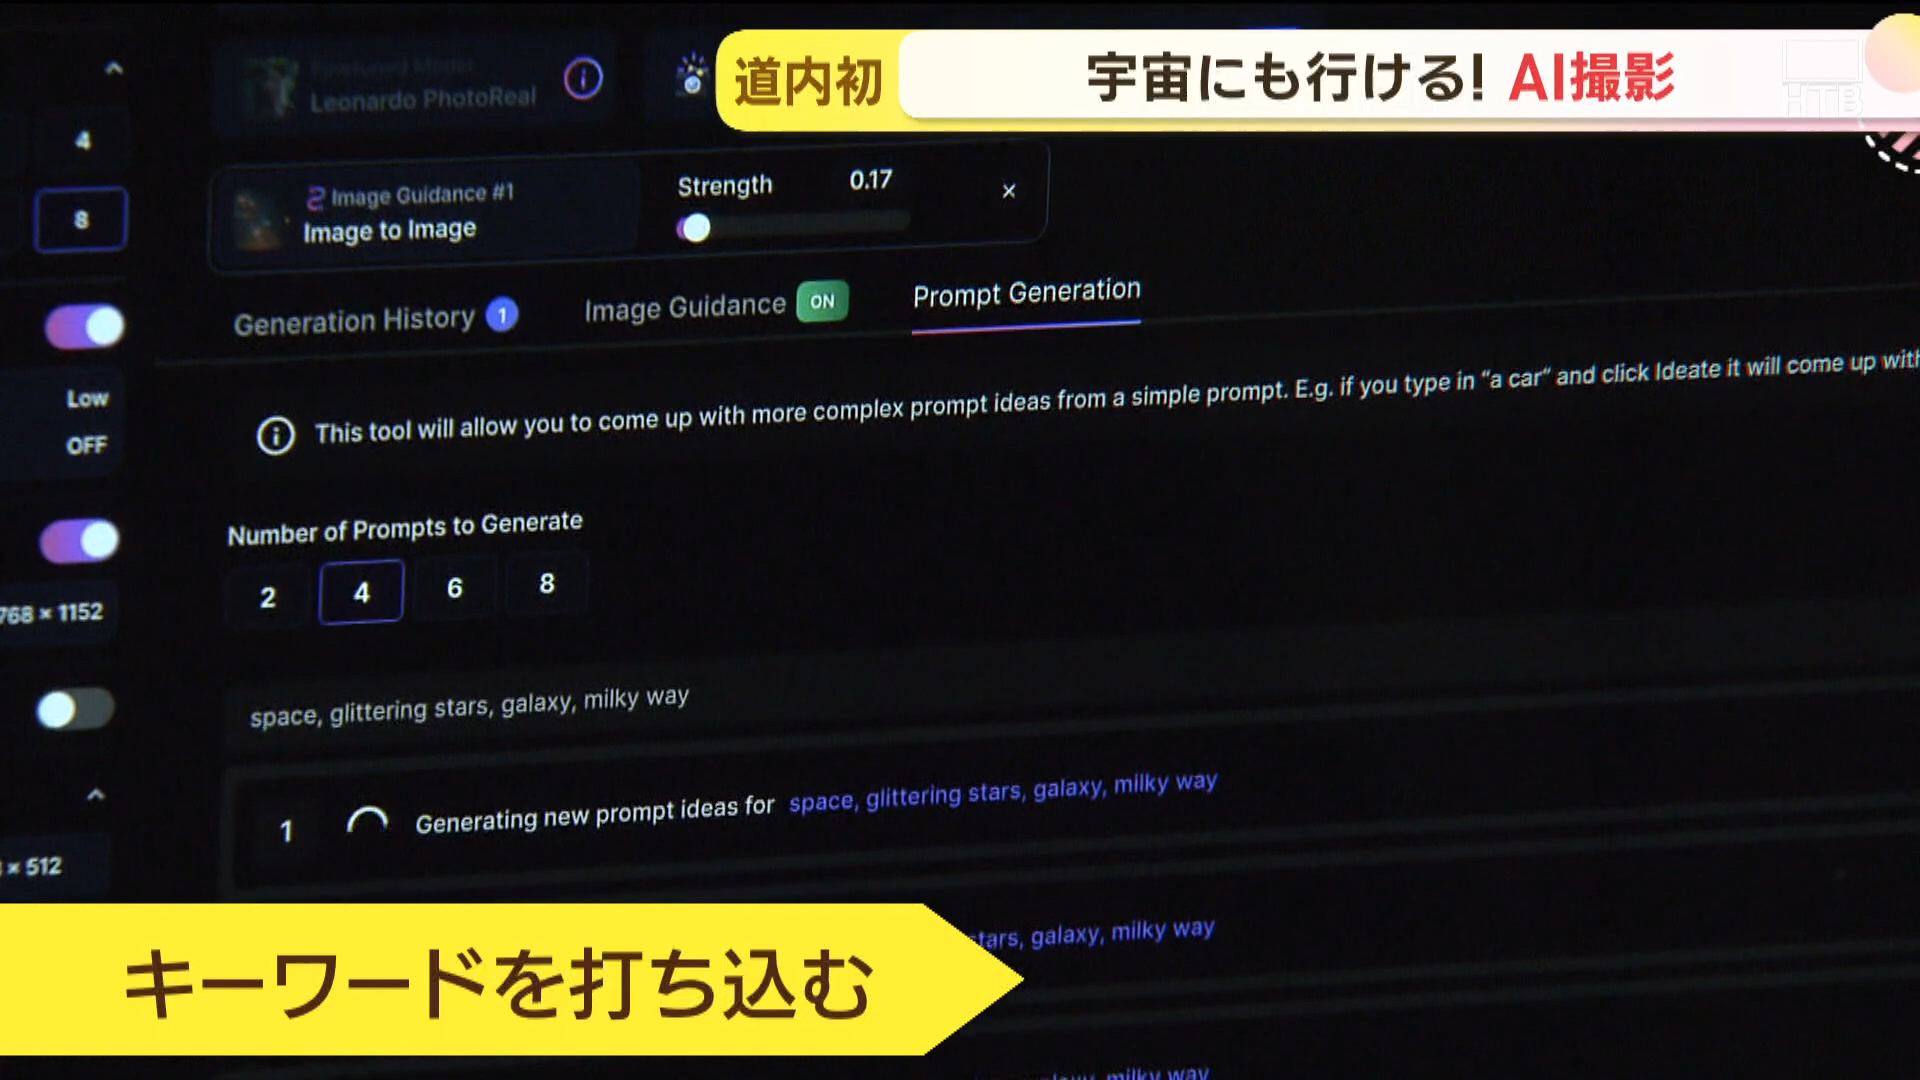 道内初
宇宙にも行ける! AI撮影
HTB
Leonardo PhotoReal
4
8
Image Guidance #1
Image to Image
Strength 0.17
×
Generation History 1
Image Guidance ON
Prompt Generation
Low
OFF
This tool will allow you to come up with more complex prompt ideas from a simple prompt. E.g. if you type in “a car” and click Ideate it will come up with
Number of Prompts to Generate
2 4 6 8
768 × 1152
space, glittering stars, galaxy, milky way
1 Generating new prompt ideas for space, glittering stars, galaxy, milky way
× 512
stars, galaxy, milky way
キーワードを打ち込む
milky way